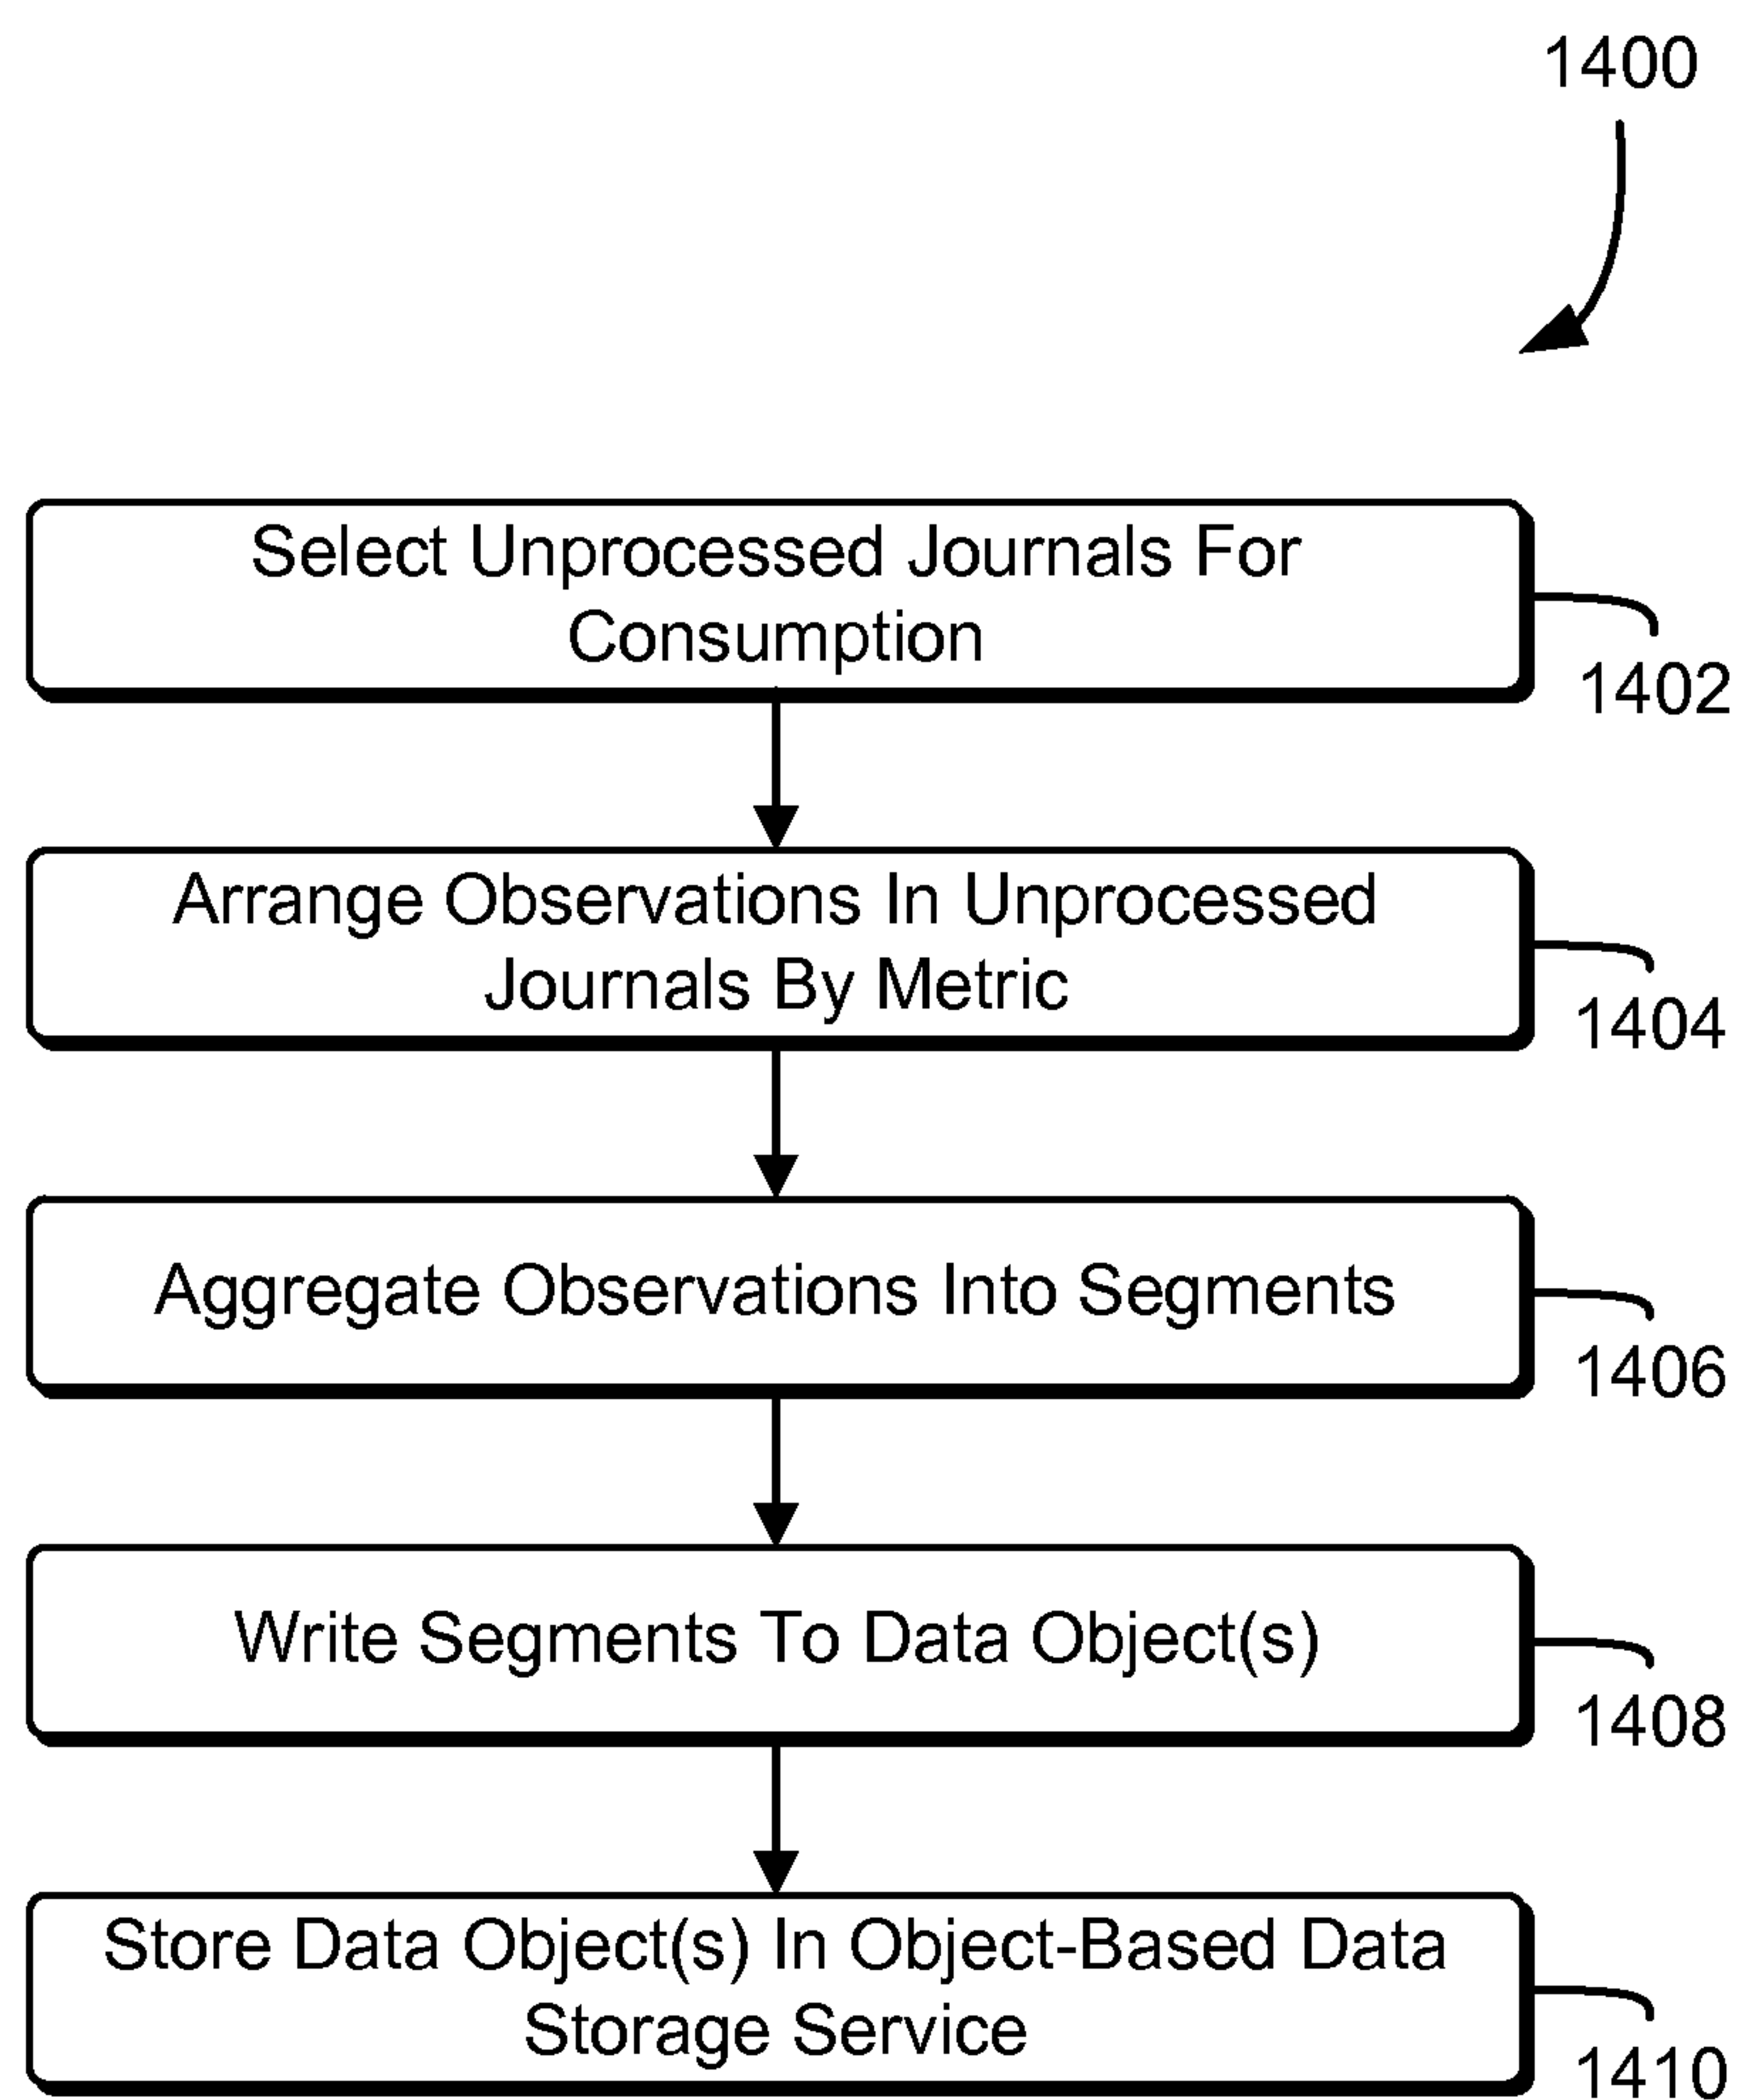 1400
Select Unprocessed Journals For
Consumption
1402
Arrange Observations In Unprocessed
Journals By Metric
1404
Aggregate Observations Into Segments
1406
Write Segments To Data Object(s)
1408
Store Data Object(s) In Object-Based Data
Storage Service
1410